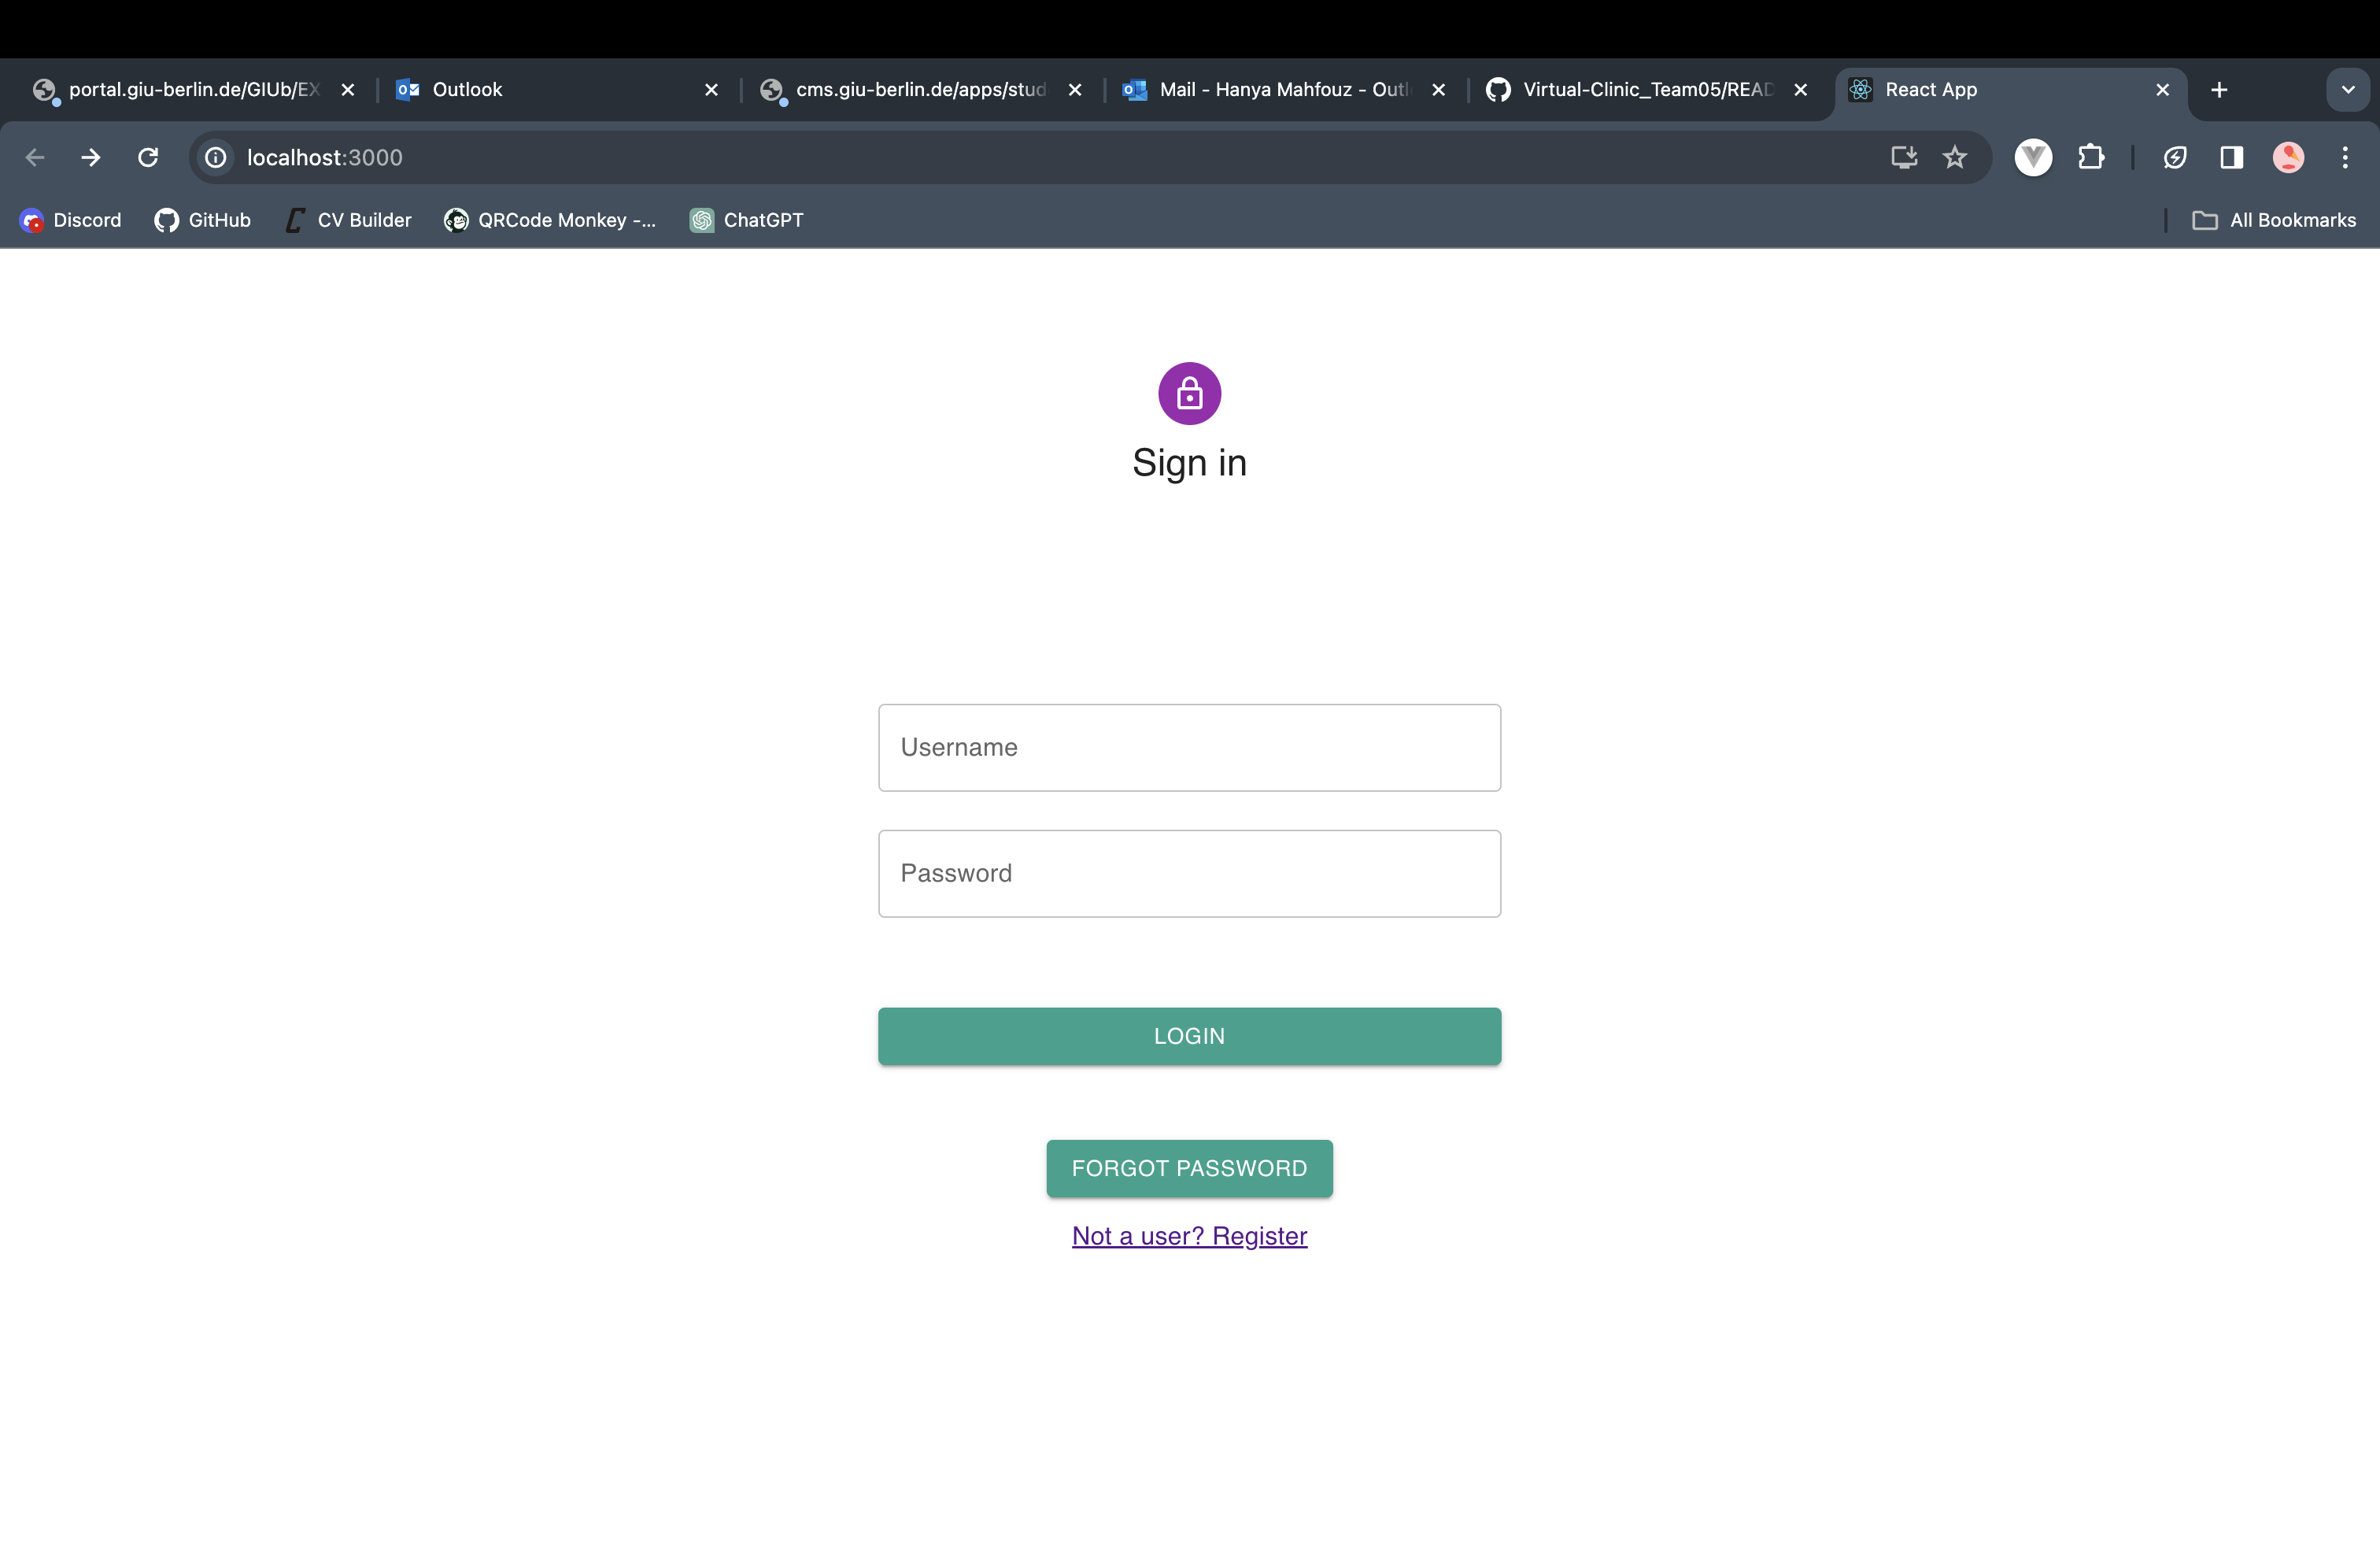 portal.giu-berlin.de/GIUb/EX
Outlook
cms.giu-berlin.de/apps/stud
Mail - Hanya Mahfouz - Outl
Virtual-Clinic_Team05/READ
React App
localhost:3000
Discord
GitHub
CV Builder
QRCode Monkey -...
ChatGPT
All Bookmarks
Sign in
Username
Password
LOGIN
FORGOT PASSWORD
Not a user? Register